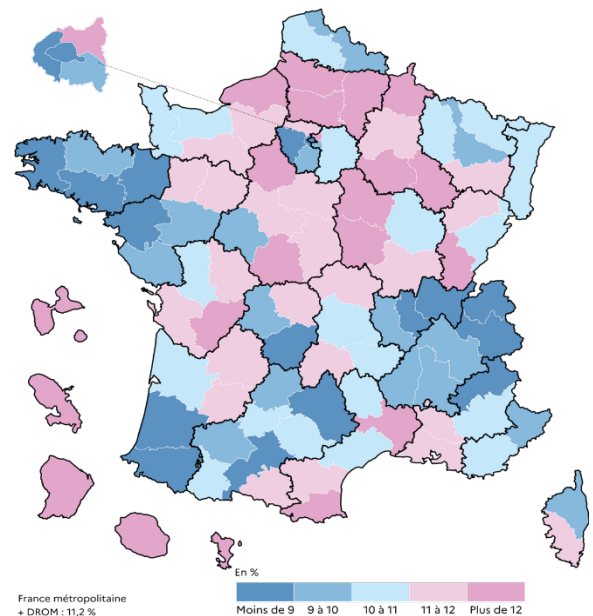 En %
France métropolitaine
+ DROM : 11,2 %
Moins de 9 9 à 10 10 à 11 11 à 12 Plus de 12